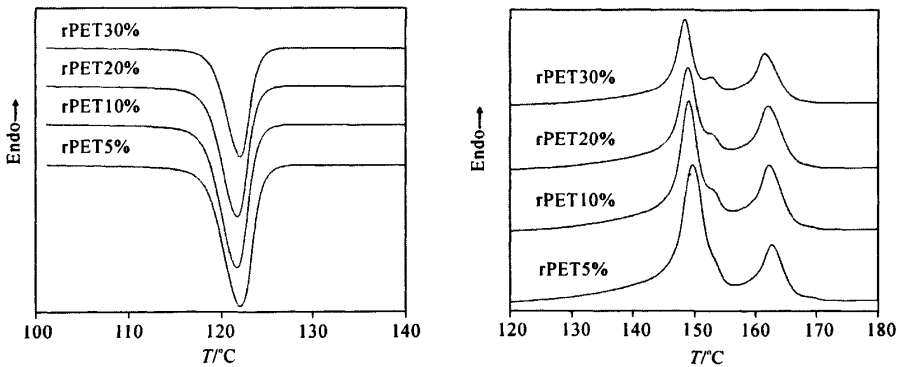 rPET30%
rPET20%
rPET10%
rPET5%
Endo→
100 110 120 130 140
T/°C
rPET30%
rPET20%
rPET10%
rPET5%
Endo→
120 130 140 150 160 170 180
T/°C